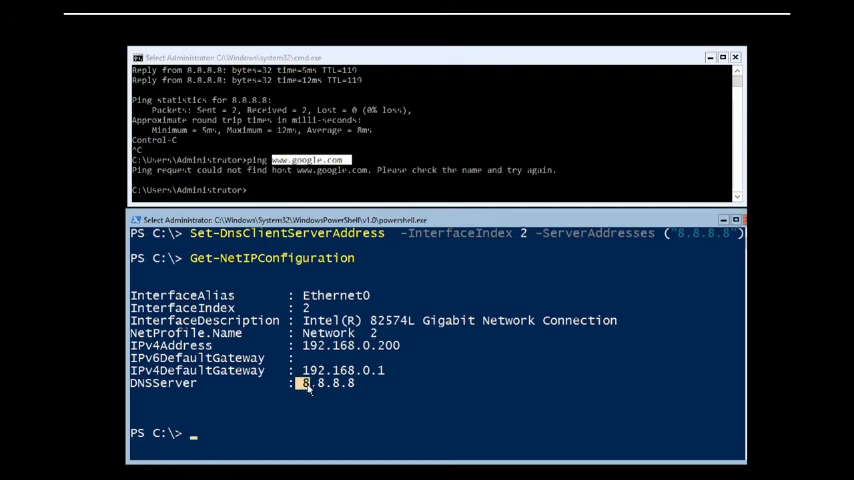 Select Administrator: C:\Windows\system32\cmd.exe
Reply from 8.8.8.8: bytes=32 time=5ms TTL=119
Reply from 8.8.8.8: bytes=32 time=12ms TTL=119
Ping statistics for 8.8.8.8:
Packets: Sent = 2, Received = 2, Lost = 0 (0% loss),
Approximate round trip times in milli-seconds:
Minimum = 5ms, Maximum = 12ms, Average = 8ms
Control-C
^C
C:\Users\Administrator>ping www.google.com
Ping request could not find host www.google.com. Please check the name and try again.
C:\Users\Administrator>
Select Administrator: C:\Windows\System32\WindowsPowerShell\v1.0\powershell.exe
PS C:\> Set-DnsClientServerAddress -InterfaceIndex 2 -ServerAddresses ("8.8.8.8")
PS C:\> Get-NetIPConfiguration
InterfaceAlias : Ethernet0
InterfaceIndex : 2
InterfaceDescription : Intel(R) 82574L Gigabit Network Connection
NetProfile.Name : Network 2
IPv4Address : 192.168.0.200
IPv6DefaultGateway :
IPv4DefaultGateway : 192.168.0.1
DNSServer : 8.8.8.8
PS C:\> _